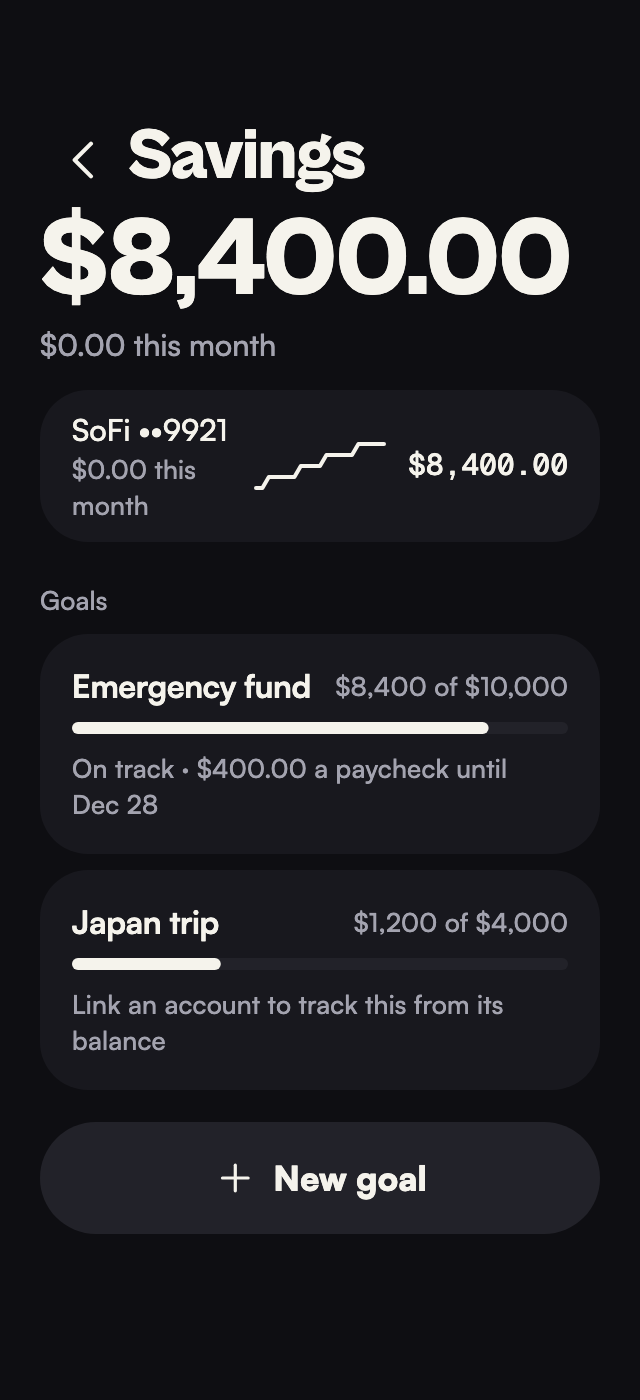 Savings
$8,400.00
$0.00 this month
SoFi ••9921
$0.00 this
month
$8,400.00
Goals
Emergency fund $8,400 of $10,000
On track · $400.00 a paycheck until
Dec 28
Japan trip $1,200 of $4,000
Link an account to track this from its
balance
New goal